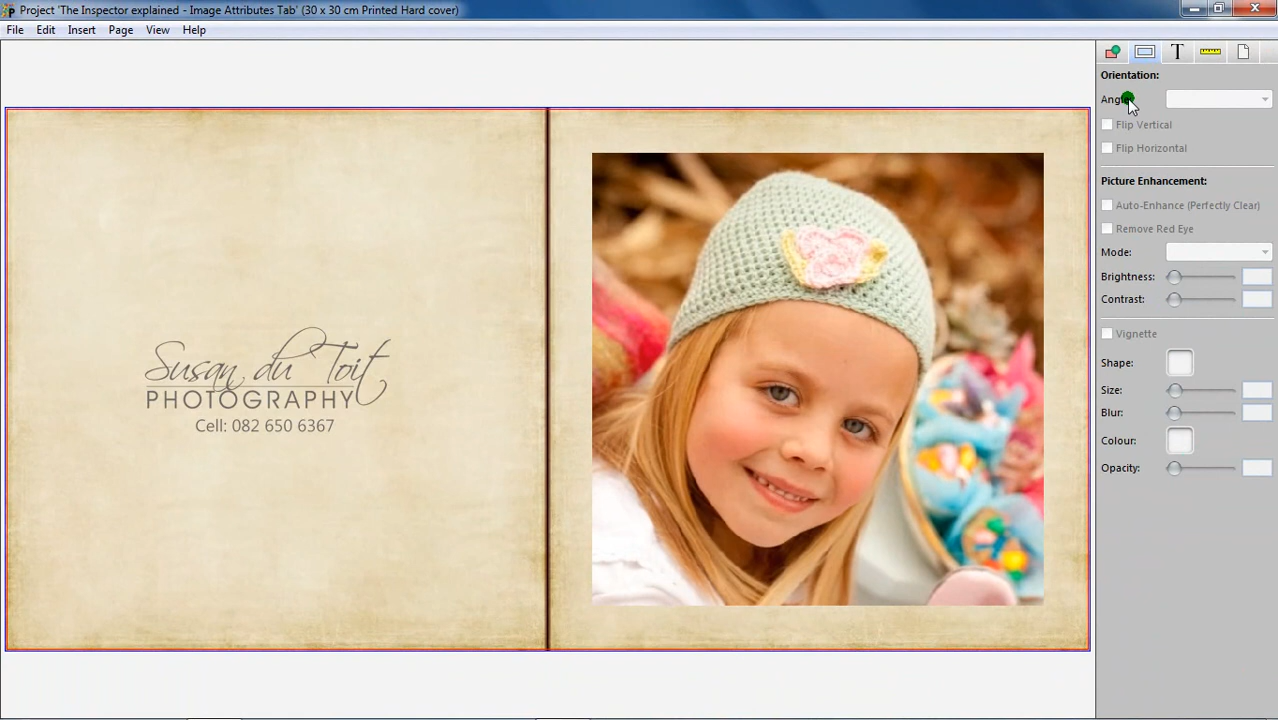 Project 'The Inspector explained - Image Attributes Tab' (30 x 30 cm Printed Hard cover)
File Edit Insert Page View Help
Orientation:
Angle
Flip Vertical
Flip Horizontal
Picture Enhancement:
Auto-Enhance (Perfectly Clear)
Remove Red Eye
Mode:
Brightness:
Contrast:
Vignette
Shape:
Size:
Blur:
Colour:
Opacity:
Susan du Toit
PHOTOGRAPHY
Cell: 082 650 6367